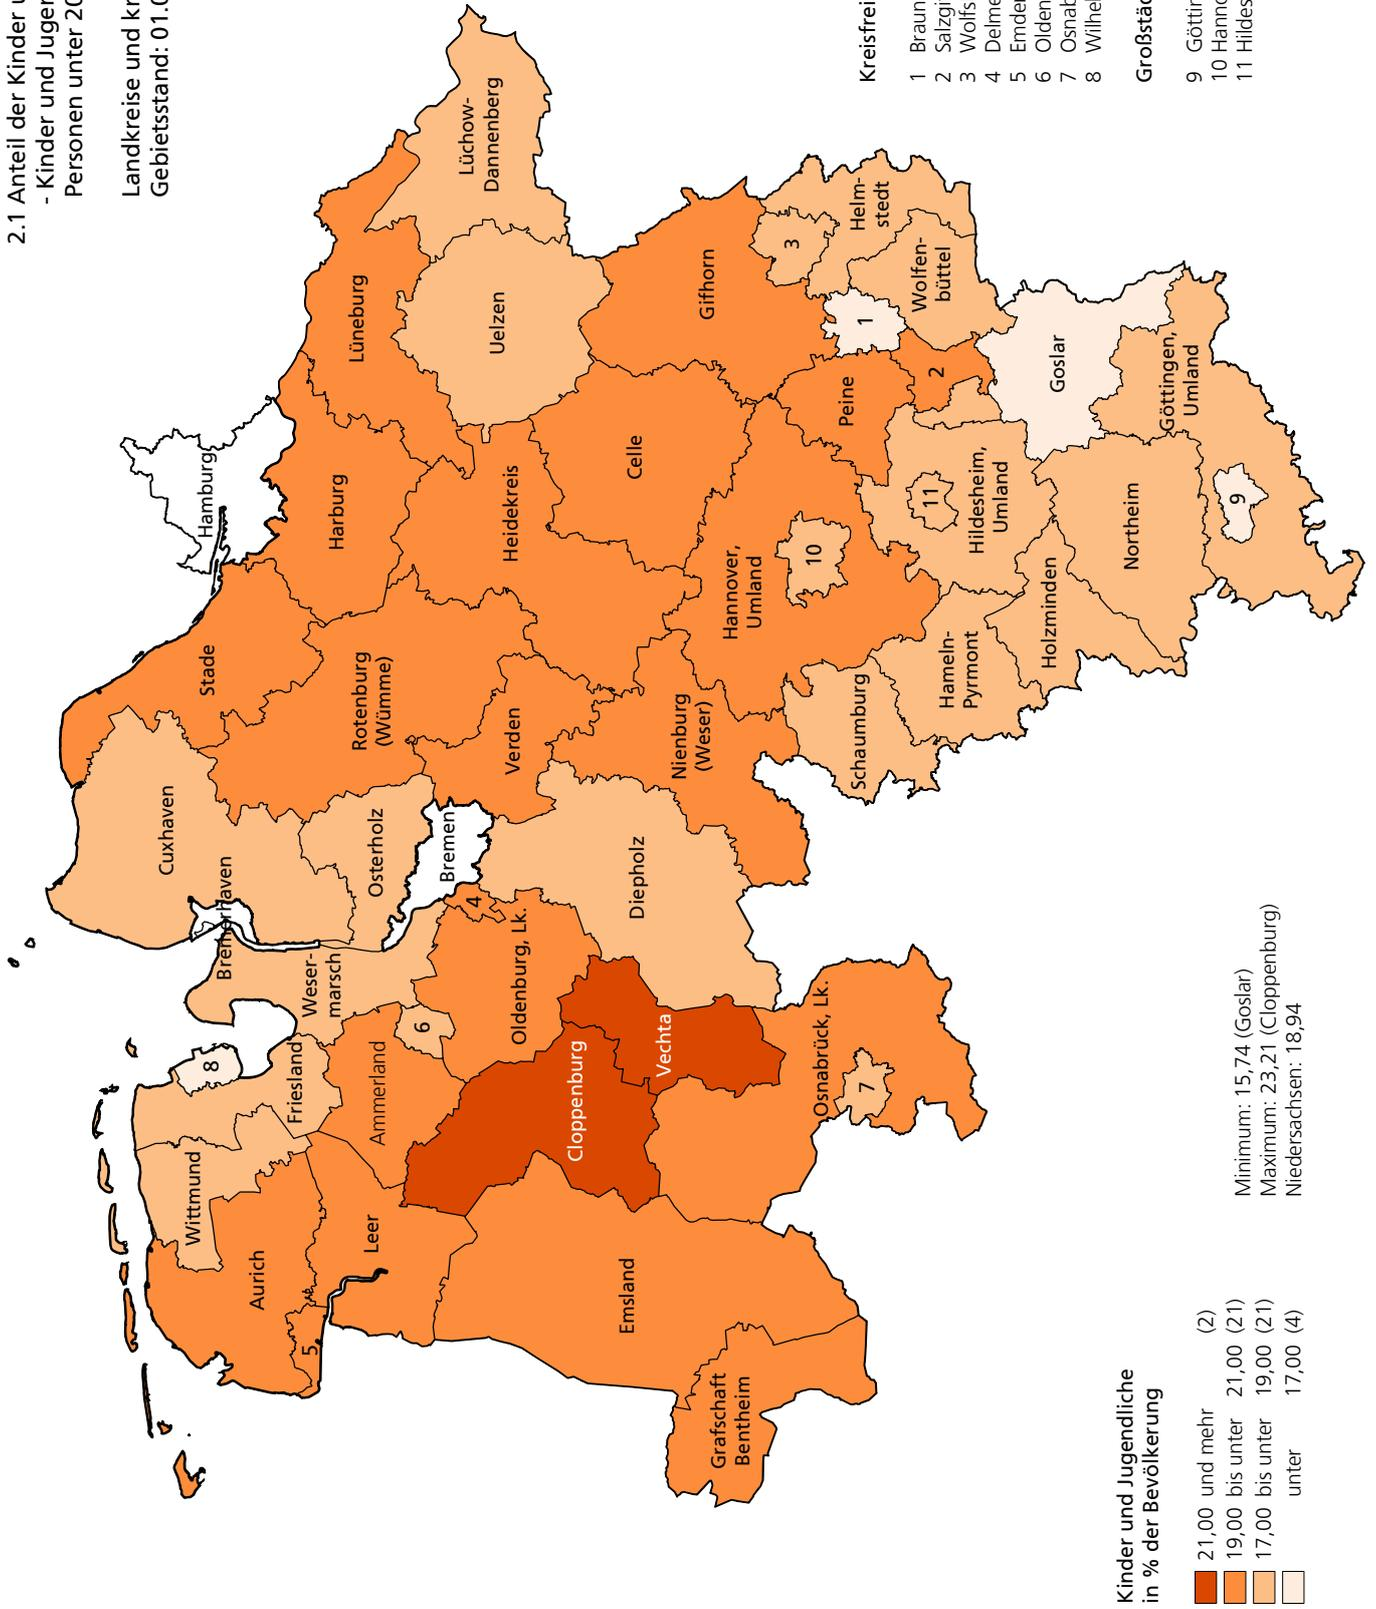 2.1 Anteil der Kinder u
- Kinder und Juger
Personen unter 20
Landkreise und kr
Gebietsstand: 01.0
Kreisfrei
1 Braun
2 Salzgi
3 Wolfs
4 Delme
5 Emder
6 Olden
7 Osnab
8 Wilhel
Großstäc
9 Göttir
10 Hanno
11 Hildes
Cuxhaven
Stade
Hamburg
Bremerhaven
Wittmund
Aurich
Friesland
Weser-
marsch
Osterholz
Rotenburg
(Wümme)
Harburg
Lüneburg
Lüchow-
Dannenberg
Leer
Ammerland
Bremen
Verden
Heidekreis
Uelzen
Oldenburg, Lk.
Cloppenburg
Vechta
Diepholz
Nienburg
(Weser)
Celle
Gifhorn
Emsland
Grafschaft
Bentheim
Osnabrück, Lk.
Hannover,
Umland
Peine
Helm-
stedt
Wolfen-
büttel
Schaumburg
Hameln-
Pyrmont
Hildesheim,
Umland
Holzminden
Goslar
Northeim
Göttingen,
Umland
1
2
3
4
5
6
7
8
9
10
11
Kinder und Jugendliche
in % der Bevölkerung
21,00 und mehr (2)
19,00 bis unter 21,00 (21)
17,00 bis unter 19,00 (21)
unter 17,00 (4)
Minimum: 15,74 (Goslar)
Maximum: 23,21 (Cloppenburg)
Niedersachsen: 18,94